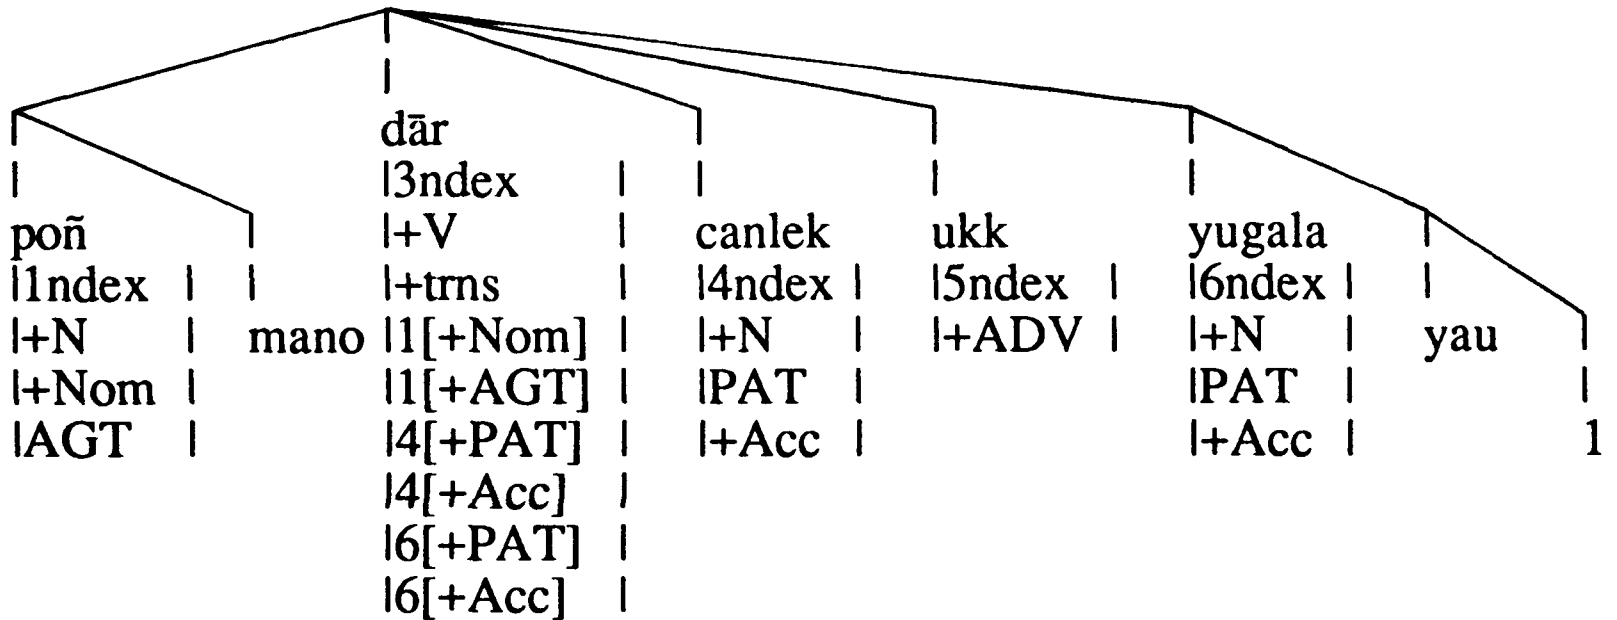 dār
|3ndex |
poñ |+V | canlek ukk yugala
|1ndex | |+trns | |4ndex | |5ndex | |6ndex |
|+N | mano |1[+Nom] | |+N | |+ADV | |+N | yau
|+Nom | |1[+AGT] | |PAT | |PAT |
|AGT | |4[+PAT] | |+Acc | |+Acc | 1
|4[+Acc] |
|6[+PAT] |
|6[+Acc] |